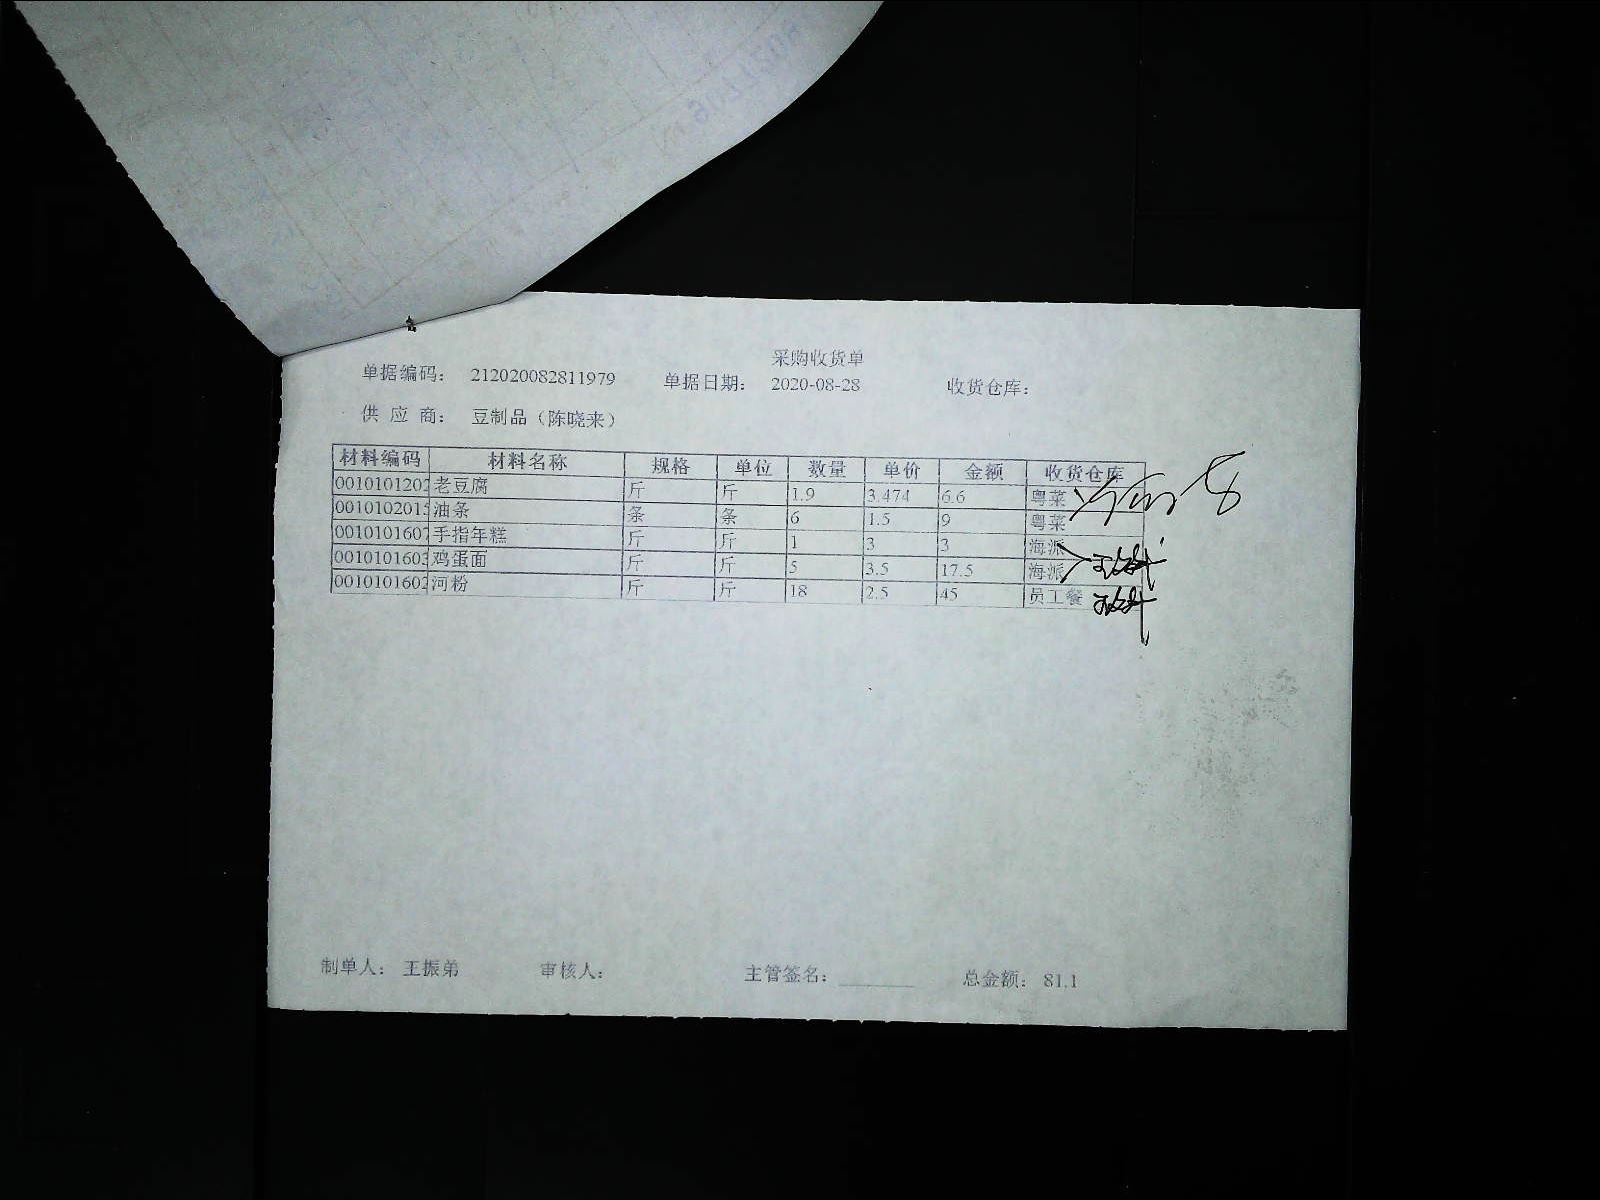 采购收货单
单据编码： 212020082811979 单据日期： 2020-08-28 收货仓库：
供 应 商： 豆制品（陈晓来）
材料编码 材料名称 规格 单位 数量 单价 金额 收货仓库
0010101202 老豆腐 斤 斤 1.9 3.474 6.6 粤菜
0010102015 油条 条 条 6 1.5 9 粤菜
0010101607 手指年糕 斤 斤 1 3 3 海派
0010101603 鸡蛋面 斤 斤 5 3.5 17.5 海派
0010101602 河粉 斤 斤 18 2.5 45 员工餐
制单人： 王振弟 审核人： 主管签名： 总金额： 81.1